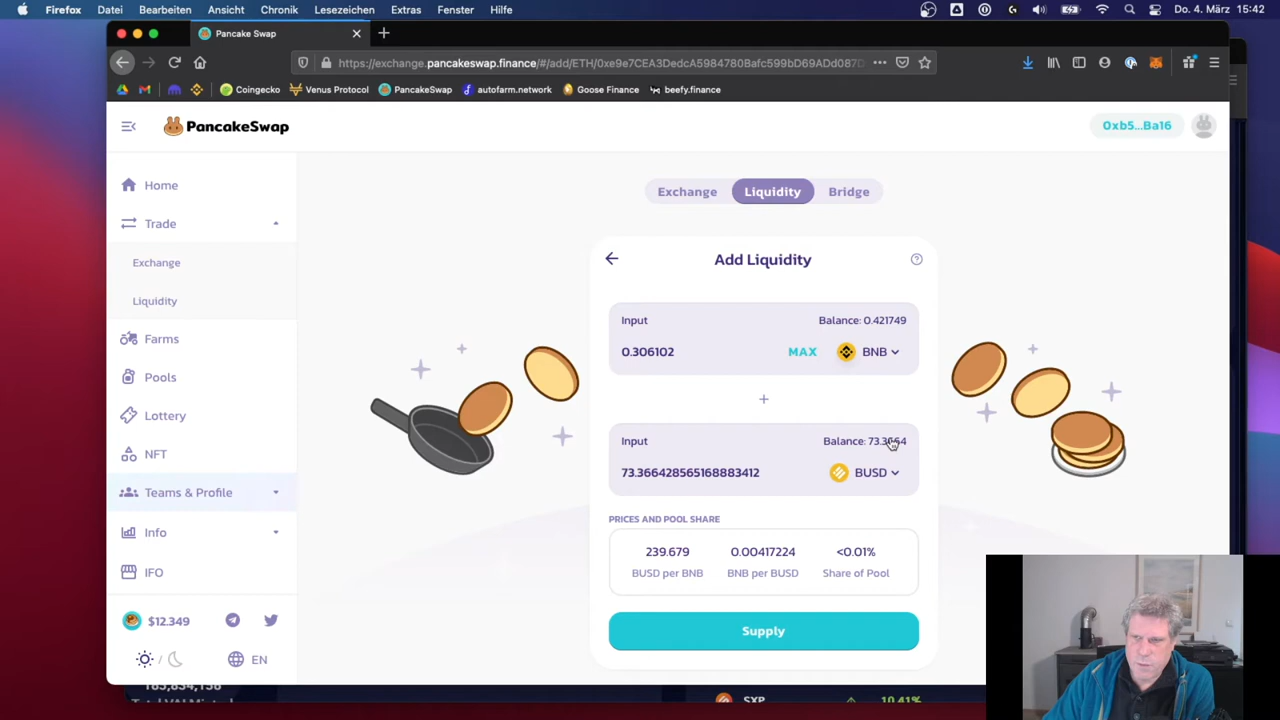 Firefox Datei Bearbeiten Ansicht Chronik Lesezeichen Extras Fenster Hilfe Do. 4. März 15:42
Pancake Swap
https://exchange.pancakeswap.finance/#/add/ETH/0xe9e7CEA3DedcA5984780Bafc599bD69ADd087D
Coingecko Venus Protocol PancakeSwap autofarm.network Goose Finance beefy.finance
PancakeSwap
0xb5...Ba16
Home
Trade
Exchange
Liquidity
Farms
Pools
Lottery
NFT
Teams & Profile
Info
IFO
$12.349
EN
Exchange Liquidity Bridge
Add Liquidity
Input Balance: 0.421749
0.306102 MAX BNB
+
Input Balance: 73.3664
73.366428565168883412 BUSD
PRICES AND POOL SHARE
239.679 0.00417224 <0.01%
BUSD per BNB BNB per BUSD Share of Pool
Supply
SXP 10.41%